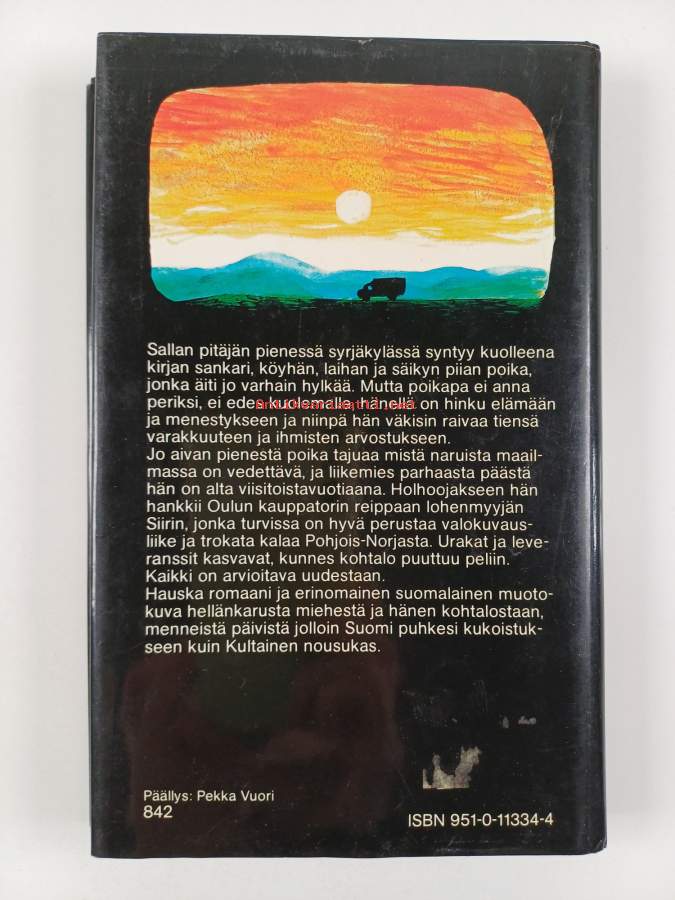 Sallan pitäjän pienessä syrjäkylässä syntyy kuolleena
kirjan sankari, köyhän, laihan ja säikyn piian poika,
jonka äiti jo varhain hylkää. Mutta poikapa ei anna
periksi, ei edes kuolemalle, hänellä on hinku elämään
ja menestykseen ja niinpä hän väkisin raivaa tiensä
varakkuuteen ja ihmisten arvostukseen.
Jo aivan pienestä poika tajuaa mistä naruista maail-
massa on vedettävä, ja liikemies parhaasta päästä
hän on alta viisitoistavuotiaana. Holhoojakseen hän
hankkii Oulun kauppatorin reippaan lohenmyyjän
Siirin, jonka turvissa on hyvä perustaa valokuvaus-
liike ja trokata kalaa Pohjois-Norjasta. Urakat ja leve-
ranssit kasvavat, kunnes kohtalo puuttuu peliin.
Kaikki on arvioitava uudestaan.
Hauska romaani ja erinomainen suomalainen muoto-
kuva hellänkarusta miehestä ja hänen kohtalostaan,
menneistä päivistä jolloin Suomi puhkesi kukoistuk-
seen kuin Kultainen nousukas.
Päällys: Pekka Vuori
842
ISBN 951-0-11334-4